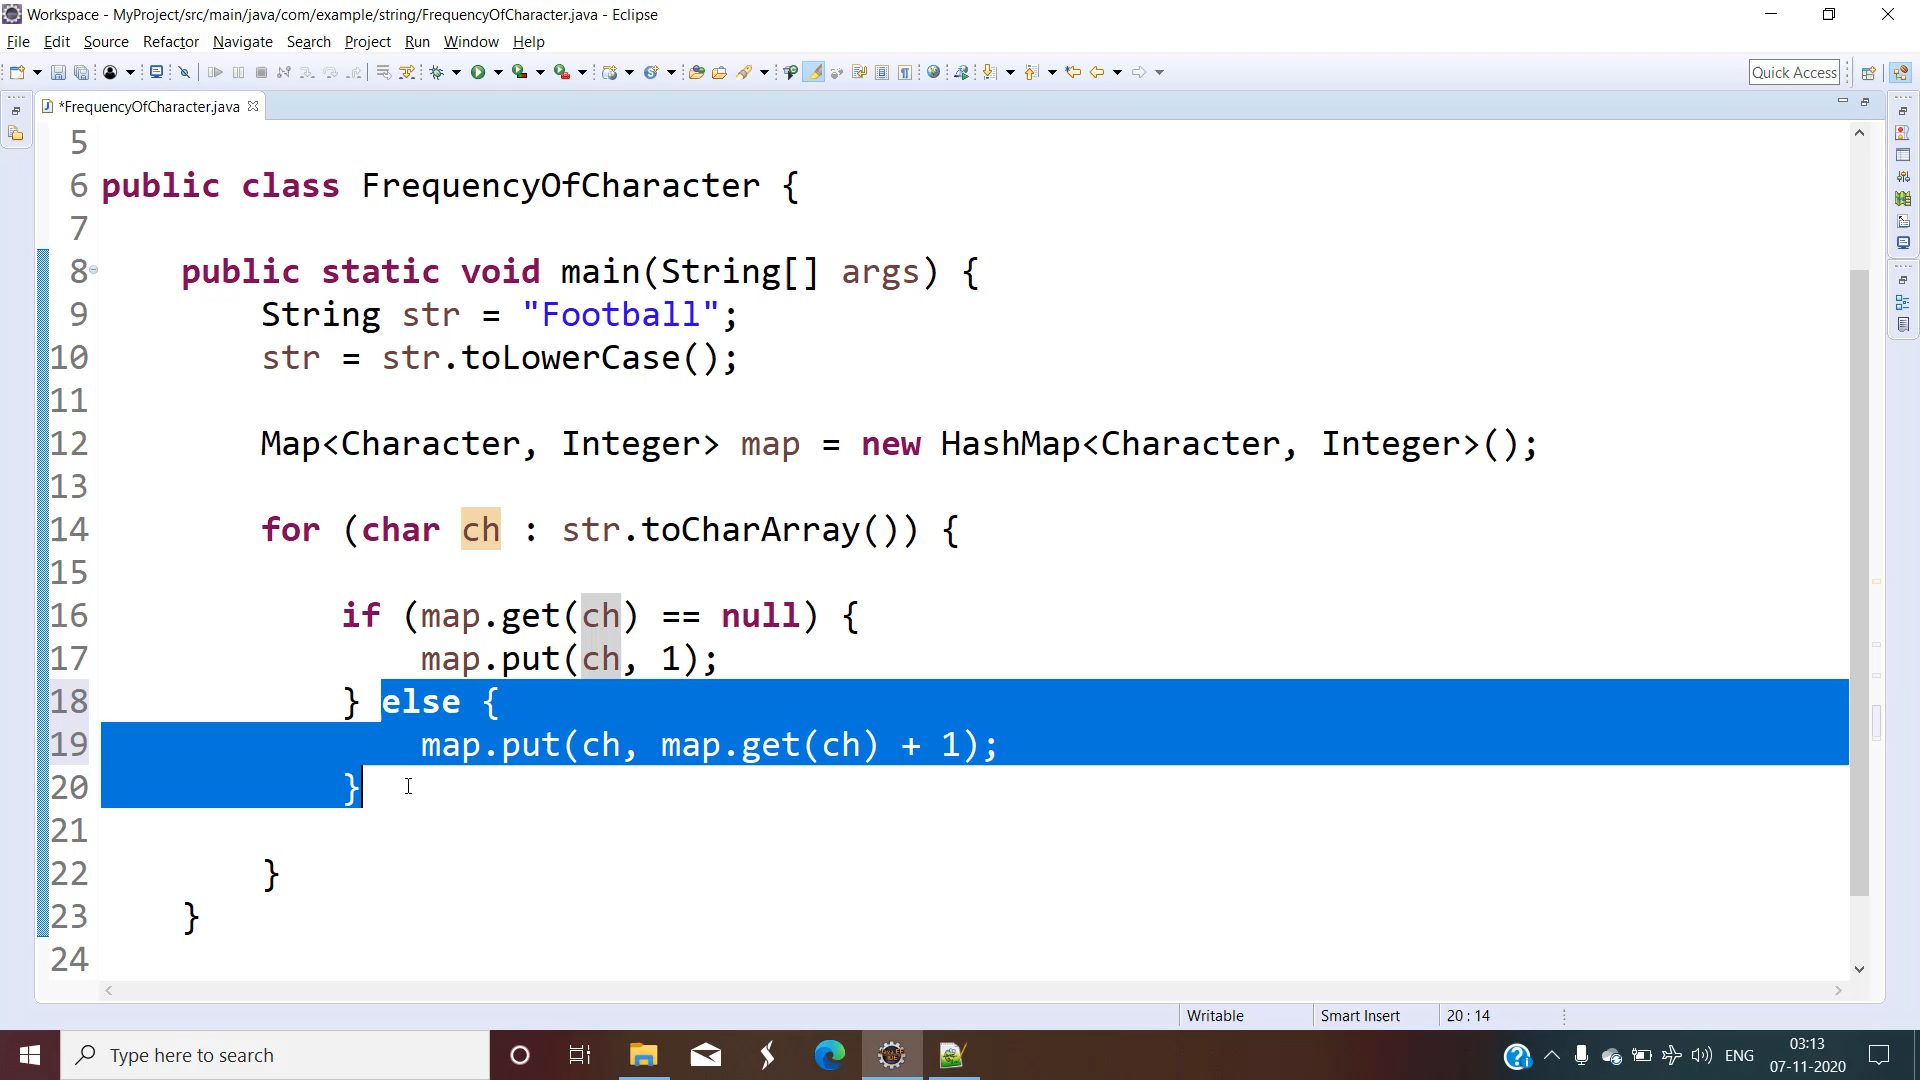 Workspace - MyProject/src/main/java/com/example/string/FrequencyOfCharacter.java - Eclipse
File Edit Source Refactor Navigate Search Project Run Window Help
Quick Access
*FrequencyOfCharacter.java
5
6 public class FrequencyOfCharacter {
7
8 public static void main(String[] args) {
9 String str = "Football";
10 str = str.toLowerCase();
11
12 Map<Character, Integer> map = new HashMap<Character, Integer>();
13
14 for (char ch : str.toCharArray()) {
15
16 if (map.get(ch) == null) {
17 map.put(ch, 1);
18 } else {
19 map.put(ch, map.get(ch) + 1);
20 }
21
22 }
23 }
24
Writable Smart Insert 20 : 14
Type here to search
ENG
03:13
07-11-2020